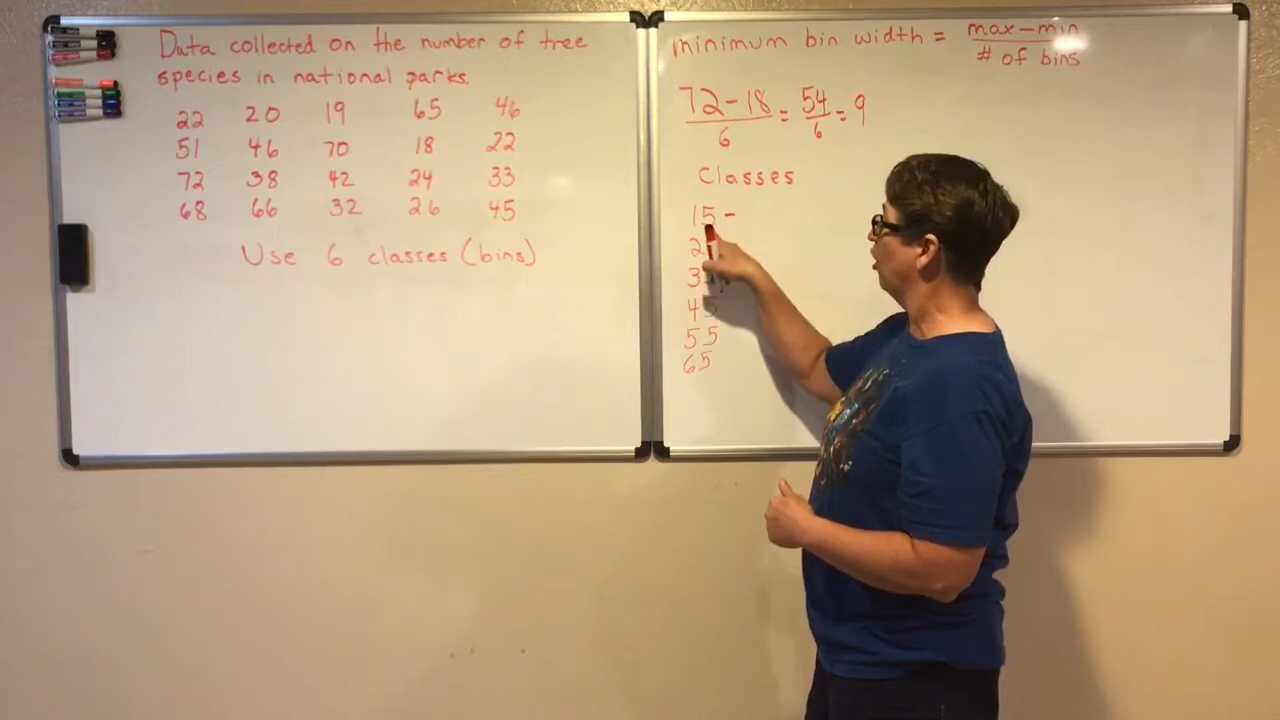 Data collected on the number of tree
species in national parks.
22 20 19 65 46
51 46 70 18 22
72 38 42 24 33
68 66 32 26 45
Use 6 classes (bins)
minimum bin width = max - min
# of bins
72 - 18 = 54 = 9
6 6
Classes
15 -
45
55
65